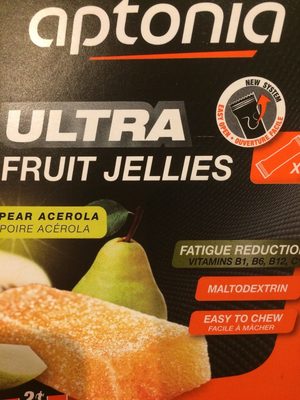 aptonia
NEW SYSTEM
EASY OPEN • OUVERTURE FACILE
ULTRA
FRUIT JELLIES
X
PEAR ACEROLA
POIRE ACÉROLA
FATIGUE REDUCTION
VITAMINS B1, B6, B12, C
MALTODEXTRIN
EASY TO CHEW
FACILE À MÂCHER